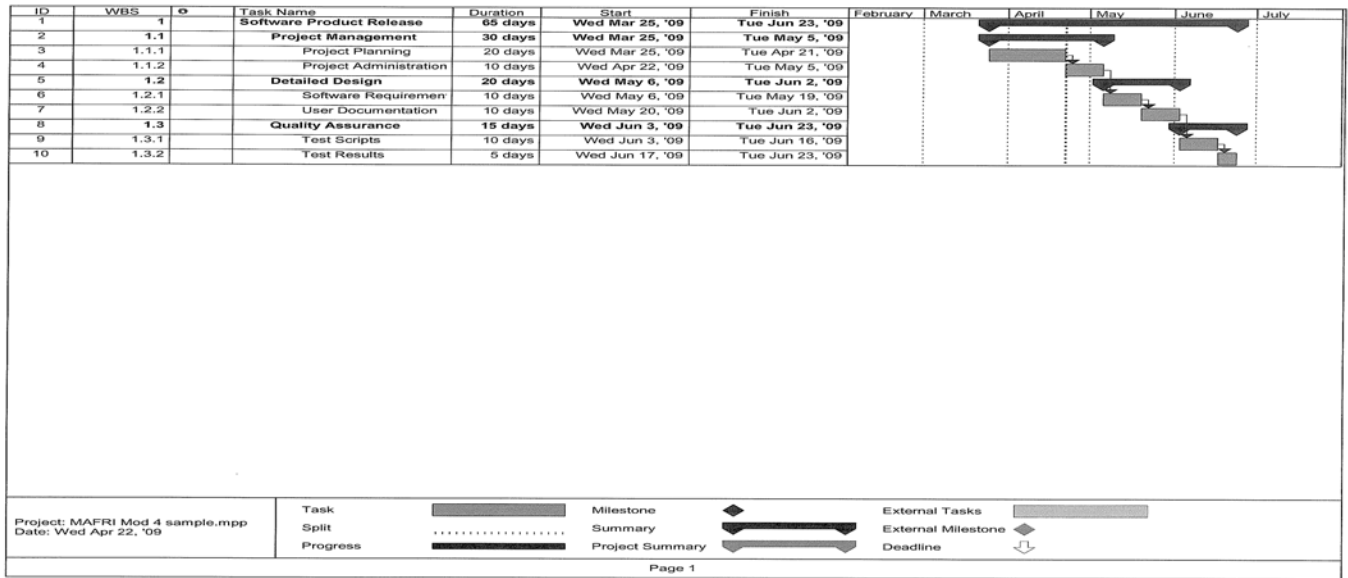 ID WBS Task Name Duration Start Finish February March April May June July
1 1 Software Product Release 65 days Wed Mar 25, '09 Tue Jun 23, '09
2 1.1 Project Management 30 days Wed Mar 25, '09 Tue May 5, '09
3 1.1.1 Project Planning 20 days Wed Mar 25, '09 Tue Apr 21, '09
4 1.1.2 Project Administration 10 days Wed Apr 22, '09 Tue May 5, '09
5 1.2 Detailed Design 20 days Wed May 6, '09 Tue Jun 2, '09
6 1.2.1 Software Requiremen 10 days Wed May 6, '09 Tue May 19, '09
7 1.2.2 User Documentation 10 days Wed May 20, '09 Tue Jun 2, '09
8 1.3 Quality Assurance 15 days Wed Jun 3, '09 Tue Jun 23, '09
9 1.3.1 Test Scripts 10 days Wed Jun 3, '09 Tue Jun 16, '09
10 1.3.2 Test Results 5 days Wed Jun 17, '09 Tue Jun 23, '09
Project: MAFRI Mod 4 sample.mpp
Date: Wed Apr 22, '09
Task Milestone External Tasks
Split Summary External Milestone
Progress Project Summary Deadline
Page 1